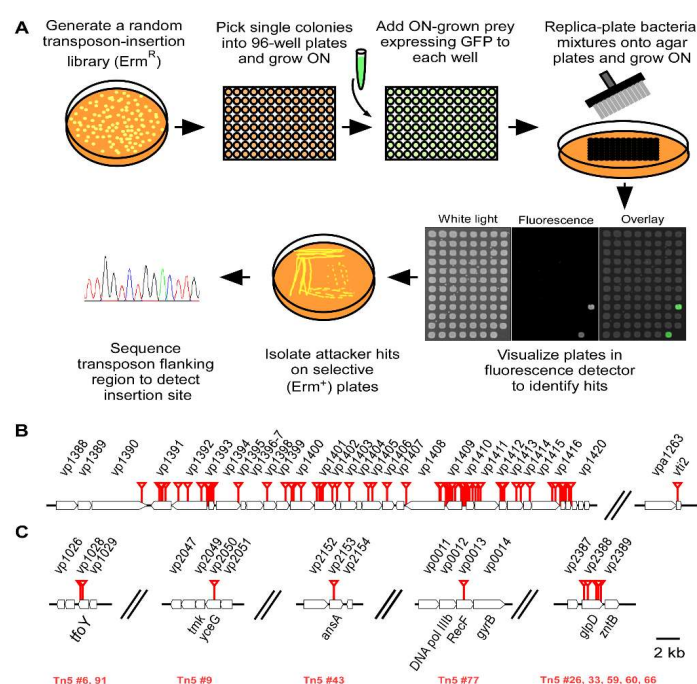 A
Generate a random
transposon-insertion
library (ErmR)
Pick single colonies
into 96-well plates
and grow ON
Add ON-grown prey
expressing GFP to
each well
Replica-plate bacteria
mixtures onto agar
plates and grow ON
White light
Fluorescence
Overlay
Sequence
transposon flanking
region to detect
insertion site
Isolate attacker hits
on selective
(Erm+) plates
Visualize plates in
fluorescence detector
to identify hits
B
vp1388
vp1389
vp1390
vp1391
vp1392
vp1393
vp1394
vp1395
vp1396-7
vp1398
vp1399
vp1400
vp1401
vp1402
vp1403
vp1404
vp1405
vp1406
vp1407
vp1408
vp1409
vp1410
vp1411
vp1412
vp1413
vp1414
vp1415
vp1416
vp1420
vpa1263
vti2
C
vp1026
vp1028
vp1029
vp2047
vp2049
vp2050
vp2051
vp2152
vp2153
vp2154
vp0011
vp0012
vp0013
vp0014
vp2387
vp2388
vp2389
tfoY
tmk
yceG
ansA
DNA pol IIIb
RecF
gyrB
glpD
zntB
2 kb
Tn5 #6, 91
Tn5 #9
Tn5 #43
Tn5 #77
Tn5 #26, 33, 59, 60, 66